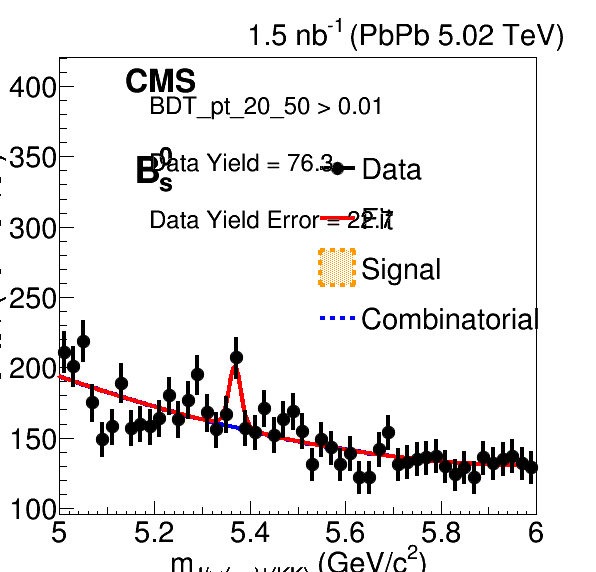 1.5 nb-1 (PbPb 5.02 TeV)
CMS
BDT_pt_20_50 > 0.01
B0s
Data Yield = 76.3
Data
Data Yield Error = 22.7
Fit
Signal
Combinatorial
400
350
300
250
200
150
100
5 5.2 5.4 5.6 5.8 6
(GeV/c2)